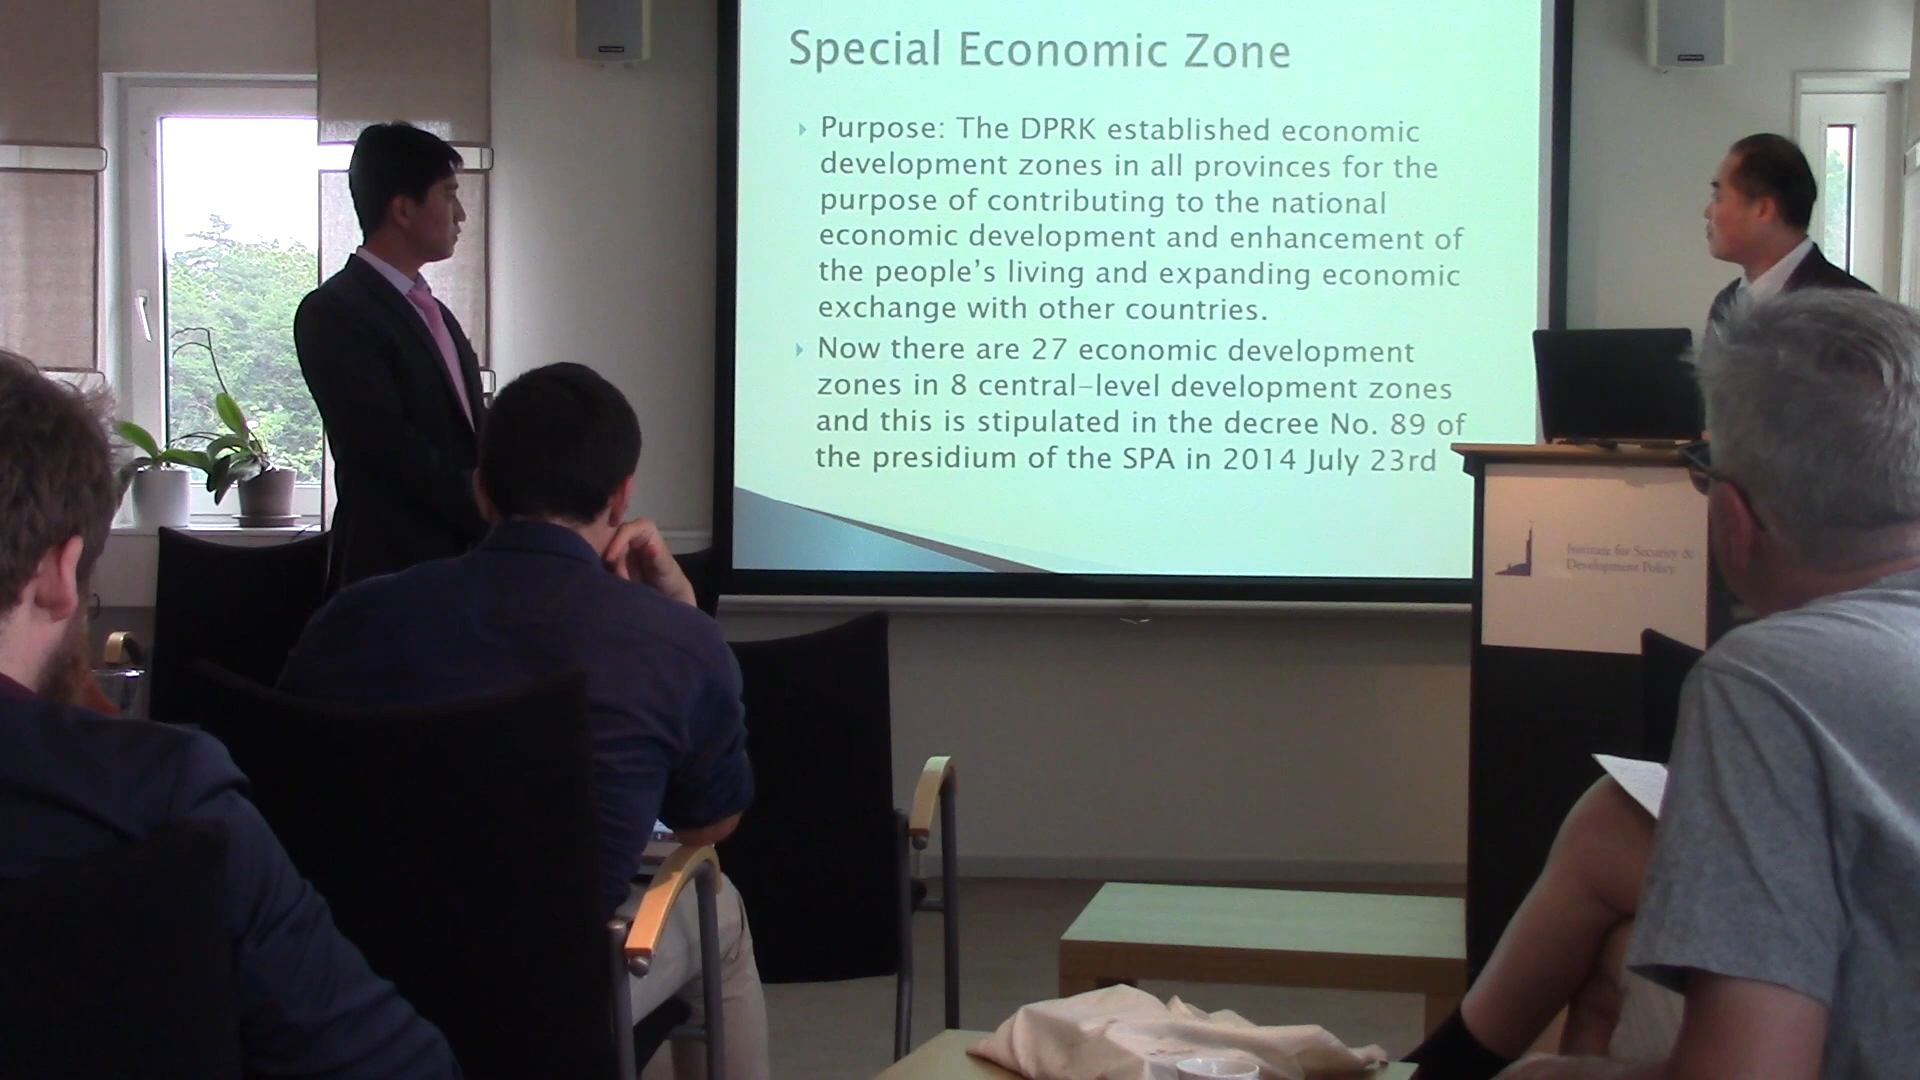 Special Economic Zone
Purpose: The DPRK established economic
development zones in all provinces for the
purpose of contributing to the national
economic development and enhancement of
the people's living and expanding economic
exchange with other countries.
Now there are 27 economic development
zones in 8 central-level development zones
and this is stipulated in the decree No. 89 of
the presidium of the SPA in 2014 July 23rd
Institute for Security &
Development Policy